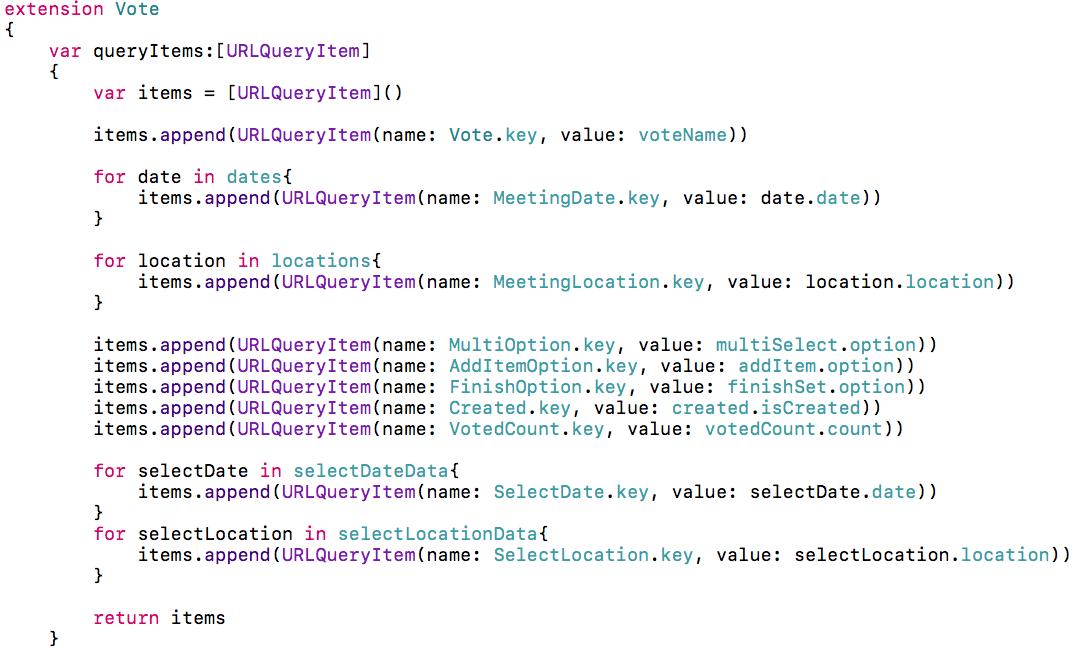 extension Vote
{
    var queryItems:[URLQueryItem]
    {
        var items = [URLQueryItem]()

        items.append(URLQueryItem(name: Vote.key, value: voteName))

        for date in dates{
            items.append(URLQueryItem(name: MeetingDate.key, value: date.date))
        }

        for location in locations{
            items.append(URLQueryItem(name: MeetingLocation.key, value: location.location))
        }

        items.append(URLQueryItem(name: MultiOption.key, value: multiSelect.option))
        items.append(URLQueryItem(name: AddItemOption.key, value: addItem.option))
        items.append(URLQueryItem(name: FinishOption.key, value: finishSet.option))
        items.append(URLQueryItem(name: Created.key, value: created.isCreated))
        items.append(URLQueryItem(name: VotedCount.key, value: votedCount.count))

        for selectDate in selectDateData{
            items.append(URLQueryItem(name: SelectDate.key, value: selectDate.date))
        }
        for selectLocation in selectLocationData{
            items.append(URLQueryItem(name: SelectLocation.key, value: selectLocation.location))
        }

        return items
    }